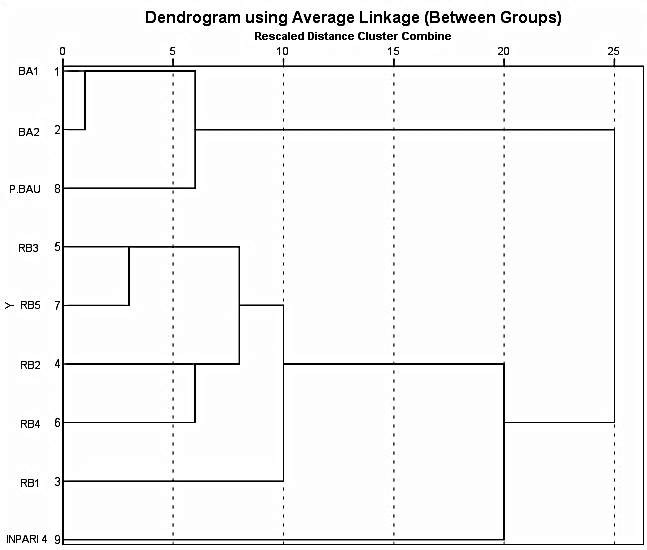 Dendrogram using Average Linkage (Between Groups)
Rescaled Distance Cluster Combine
0 5 10 15 20 25
BA1 1
BA2 2
P.BAU 8
RB3 5
Y RB5 7
RB2 4
RB4 6
RB1 3
INPARI 4 9